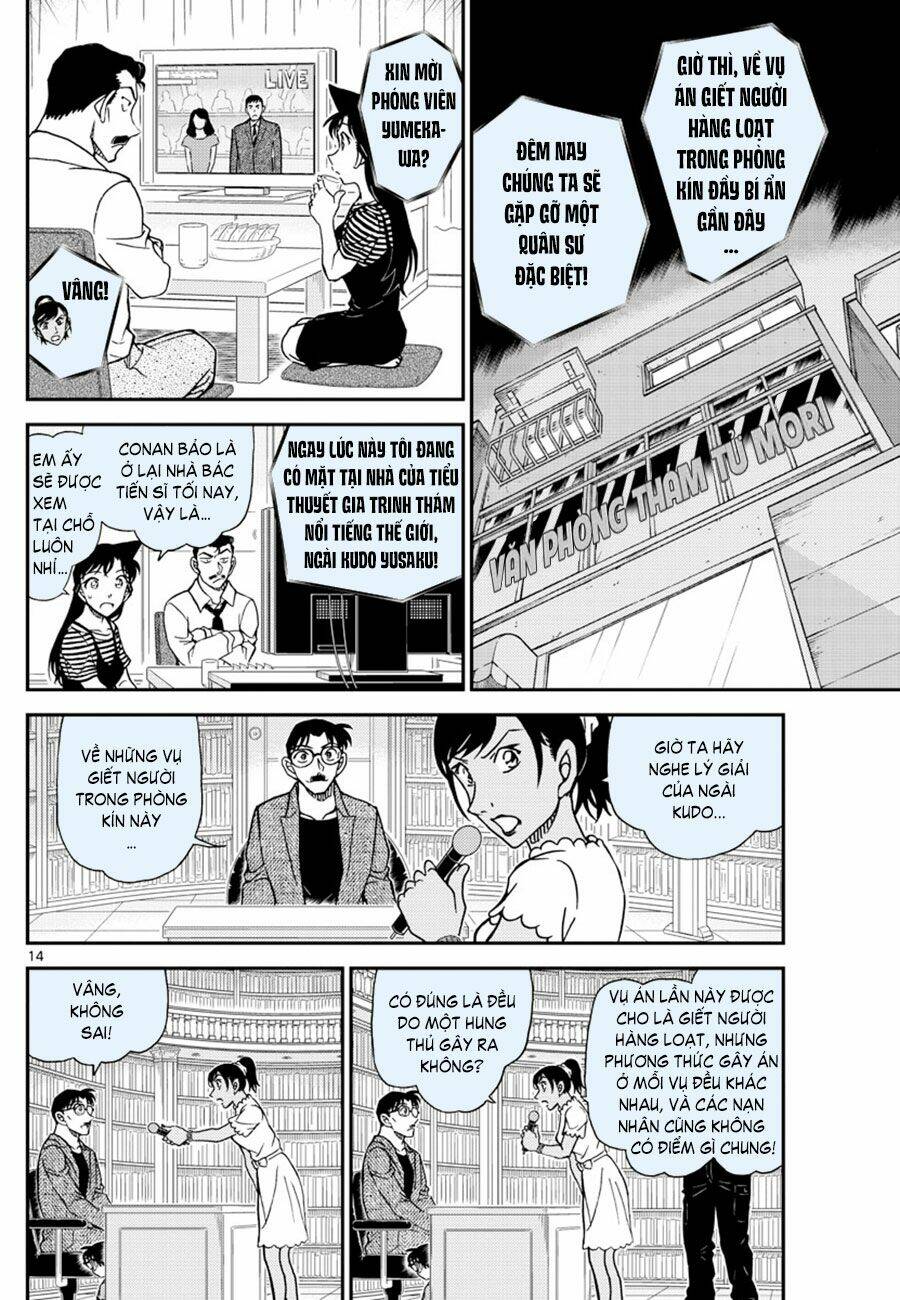 GIỜ THÌ, VỀ VỤ
ÁN GIẾT NGƯỜI
HÀNG LOẠT
TRONG PHÒNG
KÍN ĐẦY BÍ ẨN
GẦN ĐÂY
...
ĐÊM NAY
CHÚNG TA SẼ
GẶP GỠ MỘT
QUÂN SƯ
ĐẶC BIỆT!
VĂN PHÒNG THÁM TỬ MORI
LIVE
XIN MỜI
PHÓNG VIÊN
YUMEKA-
WA?
VÂNG!
NGAY LÚC NÀY TÔI ĐANG
CÓ MẶT TẠI NHÀ CỦA TIỂU
THUYẾT GIA TRINH THÁM
NỔI TIẾNG THẾ GIỚI,
NGÀI KUDO YUSAKU!
CONAN BẢO LÀ
Ở LẠI NHÀ BÁC
TIẾN SĨ TỐI NAY,
VẬY LÀ...
EM ẤY
SẼ ĐƯỢC
XEM
TẠI CHỖ
LUÔN
NHỈ...
GIỜ TA HÃY
NGHE LÝ GIẢI
CỦA NGÀI
KUDO...
VỀ NHỮNG VỤ
GIẾT NGƯỜI
TRONG PHÒNG
KÍN NÀY
...
14
VỤ ÁN LẦN NÀY ĐƯỢC
CHO LÀ GIẾT NGƯỜI
HÀNG LOẠT, NHƯNG
PHƯƠNG THỨC GÂY ÁN
Ở MỖI VỤ ĐỀU KHÁC
NHAU, VÀ CÁC NẠN
NHÂN CŨNG KHÔNG
CÓ ĐIỂM GÌ CHUNG!
CÓ ĐÚNG LÀ ĐỀU
DO MỘT HUNG
THỦ GÂY RA
KHÔNG?
VÂNG,
KHÔNG
SAI!